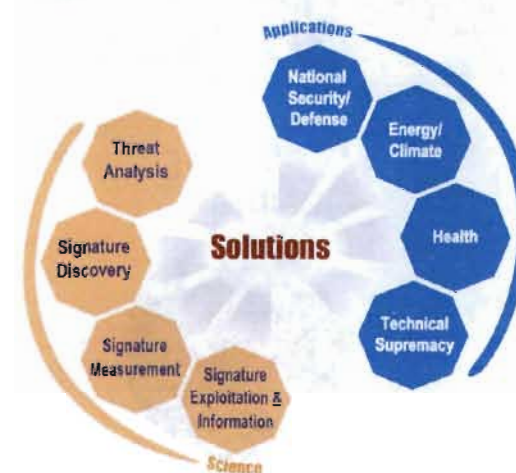 Applications
National
Security/
Defense
Energy/
Climate
Health
Technical
Supremacy
Solutions
Threat
Analysis
Signature
Discovery
Signature
Measurement
Signature
Exploitation &
Information
Science